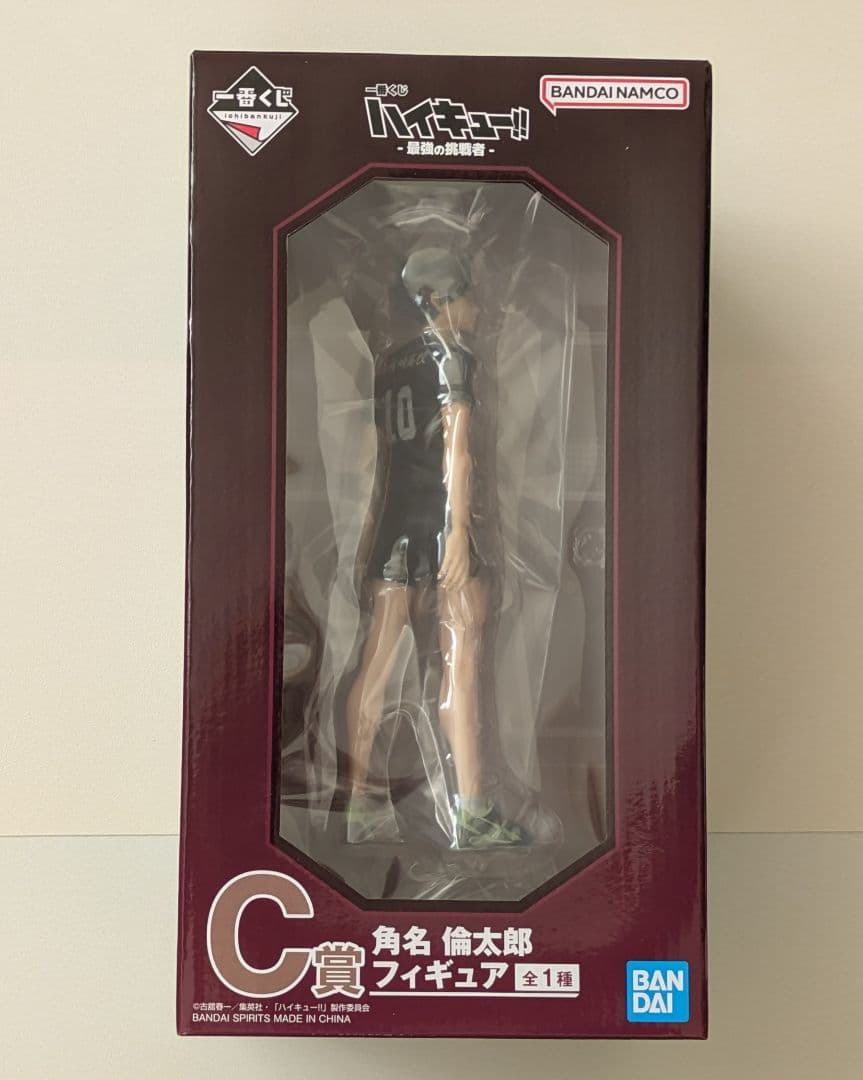 一番くじ
ichibankuji
一番くじ
ハイキュー!!
- 最強の挑戦者 -
BANDAI NAMCO
10
C賞
角名 倫太郎
フィギュア 全1種
©古舘春一／集英社・「ハイキュー!!」製作委員会
BANDAI SPIRITS MADE IN CHINA
BAN
DAI